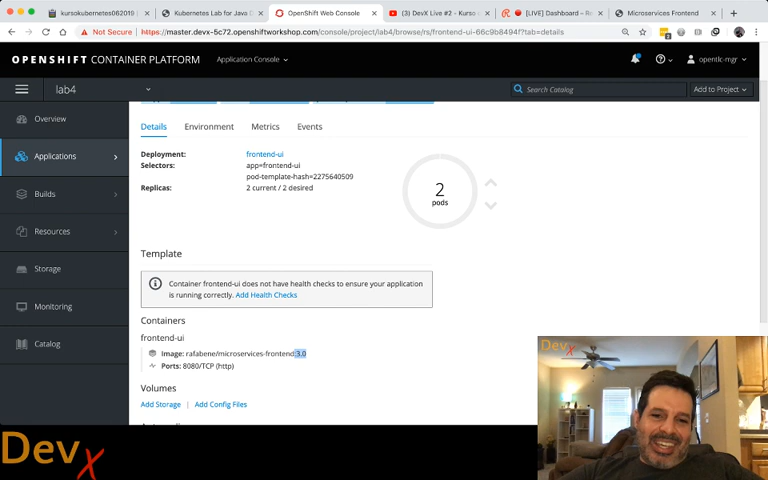 kursokubernetes062019
Kubernetes Lab for Java D
OpenShift Web Console
(3) DevX Live #2 - Kurso
[LIVE] Dashboard - Re
Microservices Frontend
Not Secure | https://master.devx-5c72.openshiftworkshop.com/console/project/lab4/browse/rs/frontend-ui-66c9b8494f?tab=details
OPENSHIFT CONTAINER PLATFORM
Application Console
opentlc-mgr
lab4
Search Catalog
Add to Project
Overview
Applications
Builds
Resources
Storage
Monitoring
Catalog
Details Environment Metrics Events
Deployment: frontend-ui
Selectors: app=frontend-ui
pod-template-hash=2275640509
Replicas: 2 current / 2 desired
2
pods
Template
Container frontend-ui does not have health checks to ensure your application
is running correctly. Add Health Checks
Containers
frontend-ui
Image: rafabene/microservices-frontend:3.0
Ports: 8080/TCP (http)
Volumes
Add Storage | Add Config Files
Devx
Devx